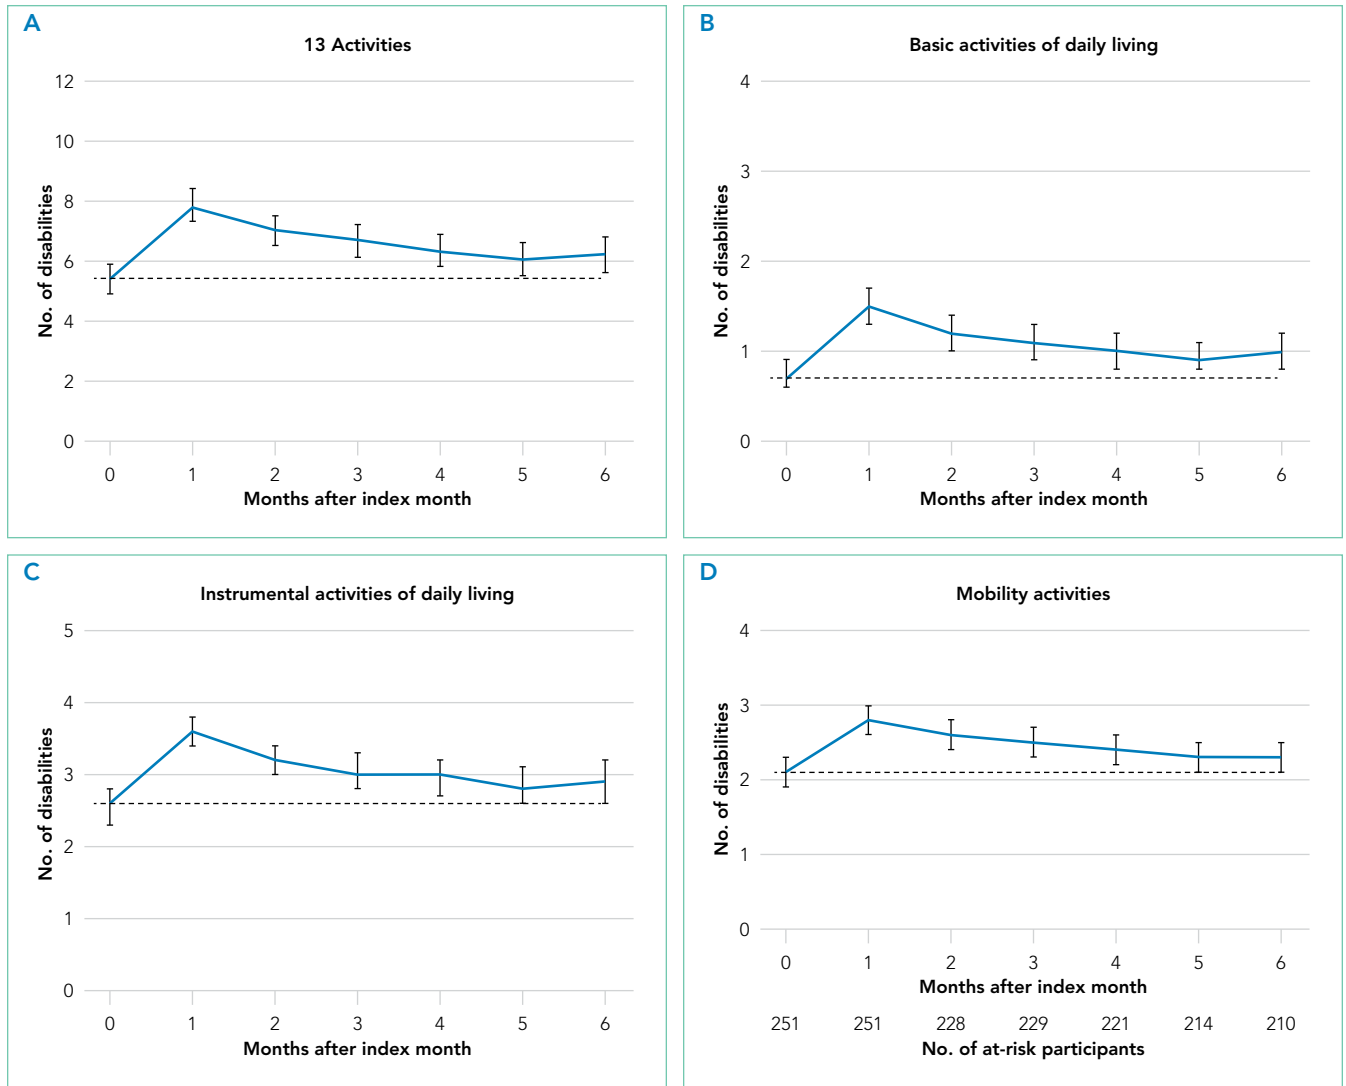 A
13 Activities
12
10
8
6
4
2
0
No. of disabilities
0 1 2 3 4 5 6
Months after index month
B
Basic activities of daily living
4
3
2
1
0
No. of disabilities
0 1 2 3 4 5 6
Months after index month
C
Instrumental activities of daily living
5
4
3
2
1
0
No. of disabilities
0 1 2 3 4 5 6
Months after index month
D
Mobility activities
4
3
2
1
0
No. of disabilities
0 1 2 3 4 5 6
Months after index month
251 251 228 229 221 214 210
No. of at-risk participants